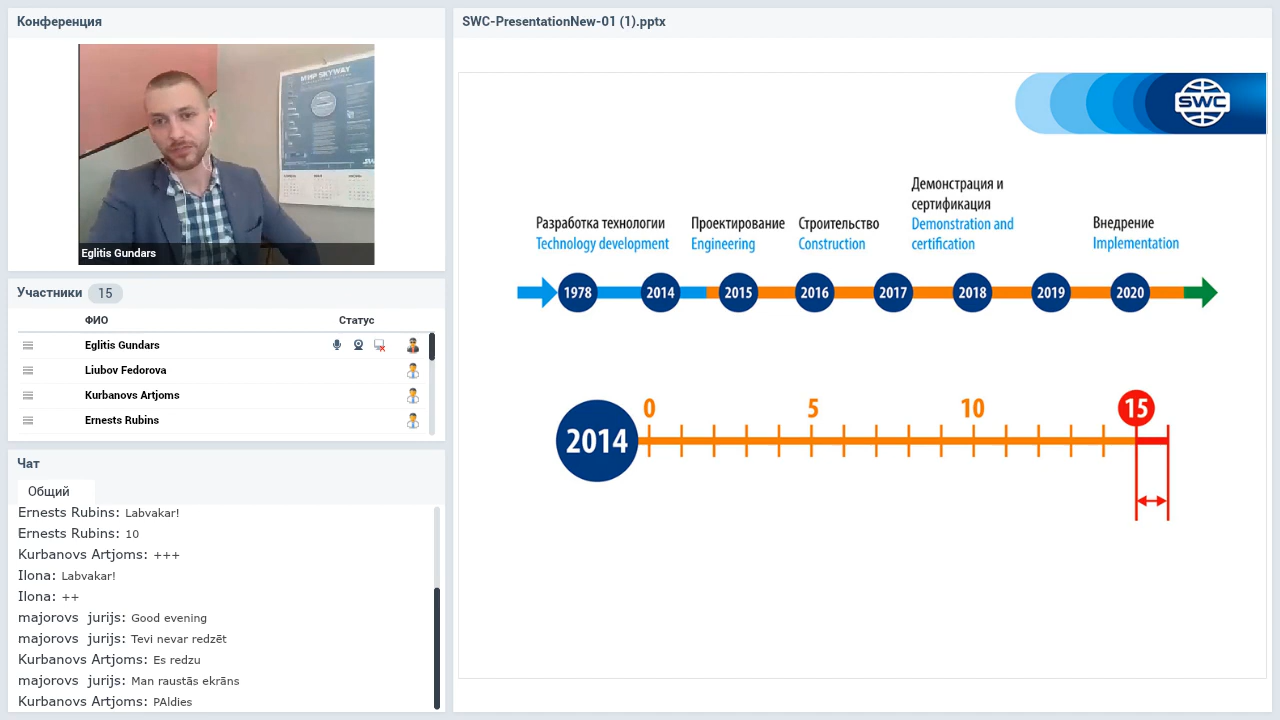 Конференция
МИР SKYWAY
Eglitis Gundars
Участники 15
ФИО Статус
Eglitis Gundars
Liubov Fedorova
Kurbanovs Artjoms
Ernests Rubins
Чат
Общий
Ernests Rubins: Labvakar!
Ernests Rubins: 10
Kurbanovs Artjoms: +++
Ilona: Labvakar!
Ilona: ++
majorovs jurijs: Good evening
majorovs jurijs: Tevi nevar redzēt
Kurbanovs Artjoms: Es redzu
majorovs jurijs: Man raustās ekrāns
Kurbanovs Artjoms: PAldies
SWC-PresentationNew-01 (1).pptx
SWC
Разработка технологии
Technology development
Проектирование
Engineering
Строительство
Construction
Демонстрация и
сертификация
Demonstration and
certification
Внедрение
Implementation
1978 2014 2015 2016 2017 2018 2019 2020
0 5 10 15
2014